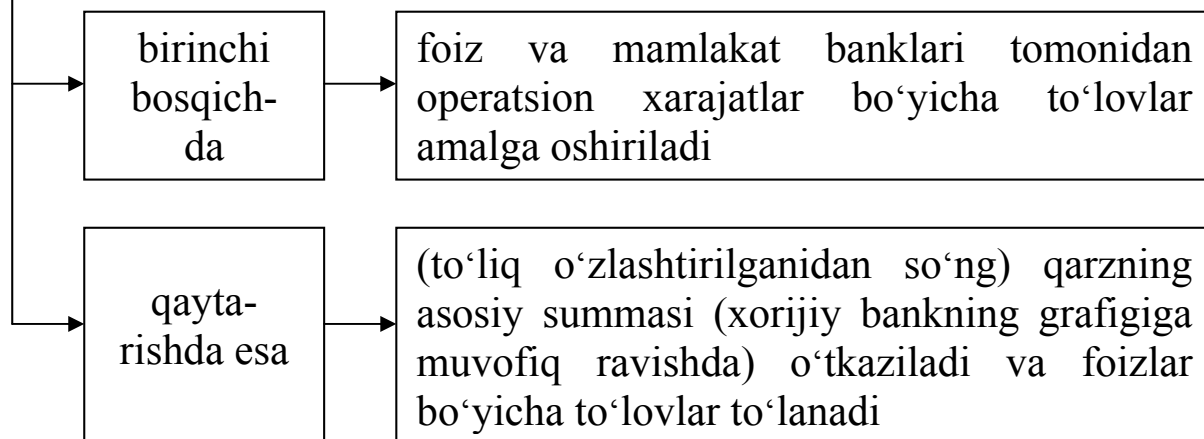 birinchi
bosqich-
da
foiz va mamlakat banklari tomonidan
operatsion xarajatlar bo‘yicha to‘lovlar
amalga oshiriladi
qayta-
rishda esa
(to‘liq o‘zlashtirilganidan so‘ng) qarzning
asosiy summasi (xorijiy bankning grafigiga
muvofiq ravishda) o‘tkaziladi va foizlar
bo‘yicha to‘lovlar to‘lanadi